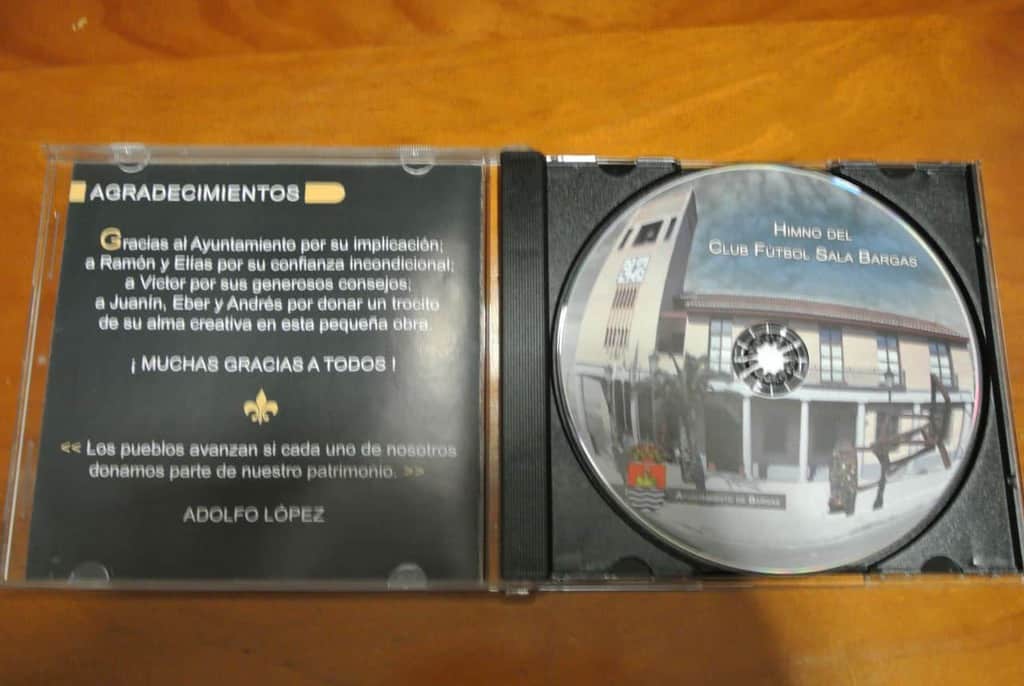 AGRADECIMIENTOS
Gracias al Ayuntamiento por su implicación;
a Ramón y Elías por su confianza incondicional;
a Víctor por sus generosos consejos;
a Juanín, Eber y Andrés por donar un trocito
de su alma creativa en esta pequeña obra.
¡ MUCHAS GRACIAS A TODOS !
<< Los pueblos avanzan si cada uno de nosotros
donamos parte de nuestro patrimonio. >>
ADOLFO LÓPEZ
HIMNO DEL
CLUB FÚTBOL SALA BARGAS
AYUNTAMIENTO DE BARGAS